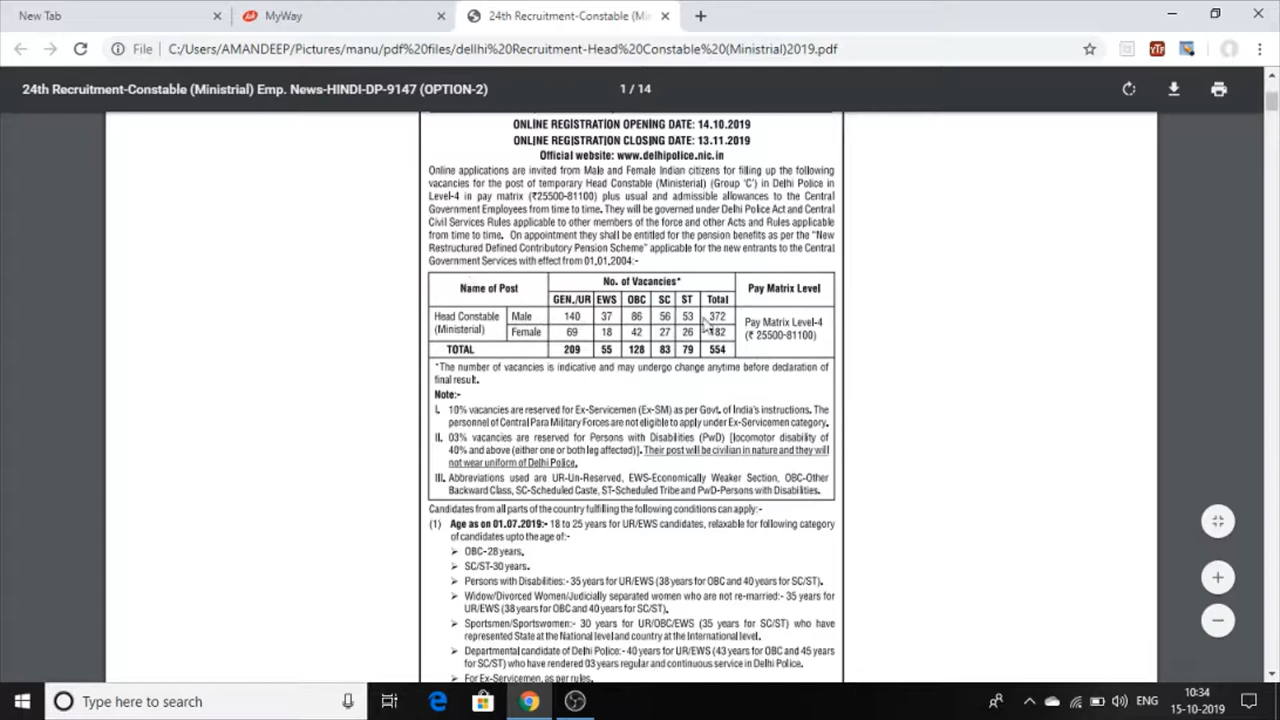 New Tab
MyWay
24th Recruitment-Constable (Mi
File
C:/Users/AMANDEEP/Pictures/manu/pdf%20files/dellhi%20Recruitment-Head%20Constable%20(Ministrial)2019.pdf
24th Recruitment-Constable (Ministrial) Emp. News-HINDI-DP-9147 (OPTION-2)
1 / 14
ONLINE REGISTRATION OPENING DATE: 14.10.2019
ONLINE REGISTRATION CLOSING DATE: 13.11.2019
Official website: www.delhipolice.nic.in
Online applications are invited from Male and Female Indian citizens for filling up the following
vacancies for the post of temporary Head Constable (Ministerial) (Group 'C') in Delhi Police in
Level-4 in pay matrix (₹25500-81100) plus usual and admissible allowances to the Central
Government Employees from time to time. They will be governed under Delhi Police Act and Central
Civil Services Rules applicable to other members of the force and other Acts and Rules applicable
from time to time. On appointment they shall be entitled for the pension benefits as per the "New
Restructured Defined Contributory Pension Scheme" applicable for the new entrants to the Central
Government Services with effect from 01.01.2004:-
Name of Post
No. of Vacancies*
Pay Matrix Level
GEN./UR EWS OBC SC ST Total
Head Constable (Ministerial)
Male 140 37 86 56 53 372
Female 69 18 42 27 26 182
Pay Matrix Level-4
(₹ 25500-81100)
TOTAL 209 55 128 83 79 554
*The number of vacancies is indicative and may undergo change anytime before declaration of
final result.
Note:-
I. 10% vacancies are reserved for Ex-Servicemen (Ex-SM) as per Govt. of India's instructions. The
personnel of Central Para Military Forces are not eligible to apply under Ex-Servicemen category.
II. 03% vacancies are reserved for Persons with Disabilities (PwD) [locomotor disability of
40% and above (either one or both leg affected)]. Their post will be civilian in nature and they will
not wear uniform of Delhi Police.
III. Abbreviations used are UR-Un-Reserved, EWS-Economically Weaker Section, OBC-Other
Backward Class, SC-Scheduled Caste, ST-Scheduled Tribe and PwD-Persons with Disabilities.
Candidates from all parts of the country fulfilling the following conditions can apply:-
(1) Age as on 01.07.2019:- 18 to 25 years for UR/EWS candidates, relaxable for following category
of candidates upto the age of:-
➢ OBC-28 years.
➢ SC/ST-30 years.
➢ Persons with Disabilities:- 35 years for UR/EWS (38 years for OBC and 40 years for SC/ST).
➢ Widow/Divorced Women/Judicially separated women who are not re-married:- 35 years for
UR/EWS (38 years for OBC and 40 years for SC/ST).
➢ Sportsmen/Sportswomen:- 30 years for UR/OBC/EWS (35 years for SC/ST) who have
represented State at the National level and country at the International level.
➢ Departmental candidate of Delhi Police:- 40 years for UR/EWS (43 years for OBC and 45 years
for SC/ST) who have rendered 03 years regular and continuous service in Delhi Police.
➢ For Ex-Servicemen, as per rules.
Type here to search
ENG
10:34
15-10-2019